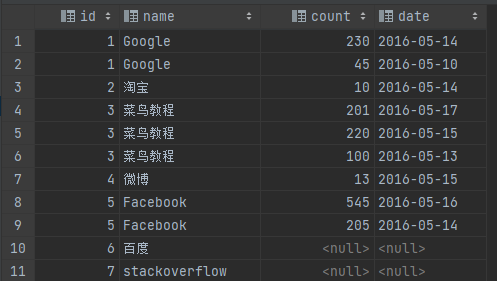 id name count date
1 1 Google 230 2016-05-14
2 1 Google 45 2016-05-10
3 2 淘宝 10 2016-05-14
4 3 菜鸟教程 201 2016-05-17
5 3 菜鸟教程 220 2016-05-15
6 3 菜鸟教程 100 2016-05-13
7 4 微博 13 2016-05-15
8 5 Facebook 545 2016-05-16
9 5 Facebook 205 2016-05-14
10 6 百度 <null> <null>
11 7 stackoverflow <null> <null>